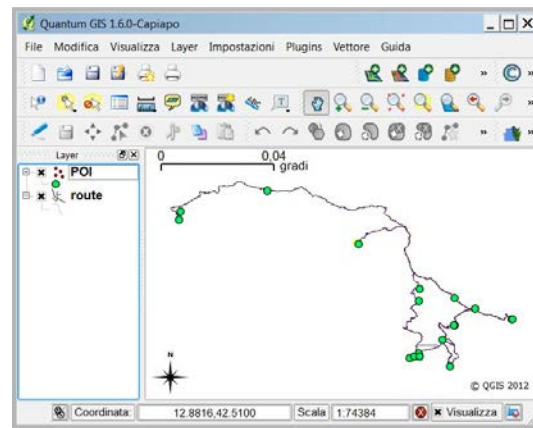 Quantum GIS 1.6.0-Capiapo
File Modifica Visualizza Layer Impostazioni Plugins Vettore Guida
Layer
POI
route
0 0,04
gradi
N
© QGIS 2012
Coordinata: 12.8816,42.5100 Scala 1:74384 Visualizza